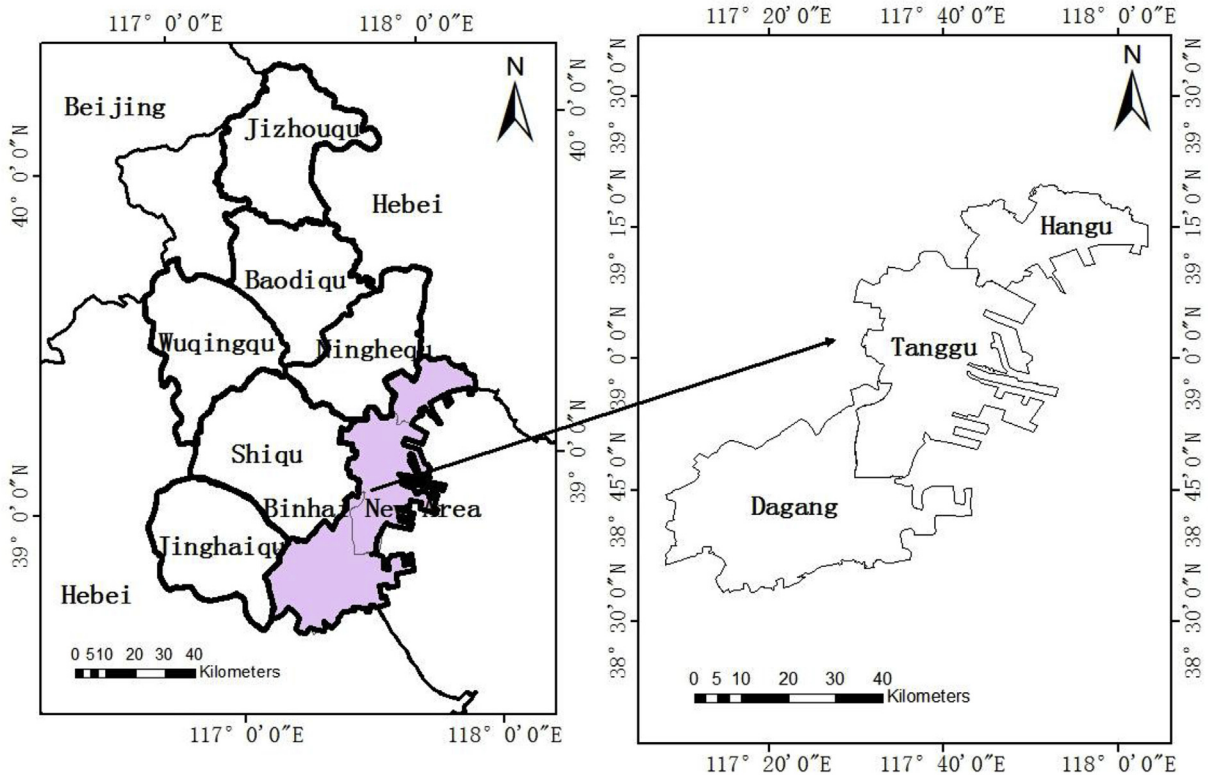 117° 0'0"E 118° 0'0"E
N
Beijing
Jizhouqu
Hebei
Baodiqu
Wuqingqu
Ninghequ
Shiqu
Binhai New Area
Jinghaiqu
Hebei
0 510 20 30 40
Kilometers
40° 0'0"N
39° 0'0"N
40° 0'0"N
39° 0'0"N
117° 0'0"E 118° 0'0"E
117° 20'0"E 117° 40'0"E 118° 0'0"E
N
Hangu
Tanggu
Dagang
0 5 10 20 30 40
Kilometers
39° 30'0"N
39° 15'0"N
39° 0'0"N
38° 45'0"N
38° 30'0"N
39° 30'0"N
39° 15'0"N
39° 0'0"N
38° 45'0"N
38° 30'0"N
117° 20'0"E 117° 40'0"E 118° 0'0"E